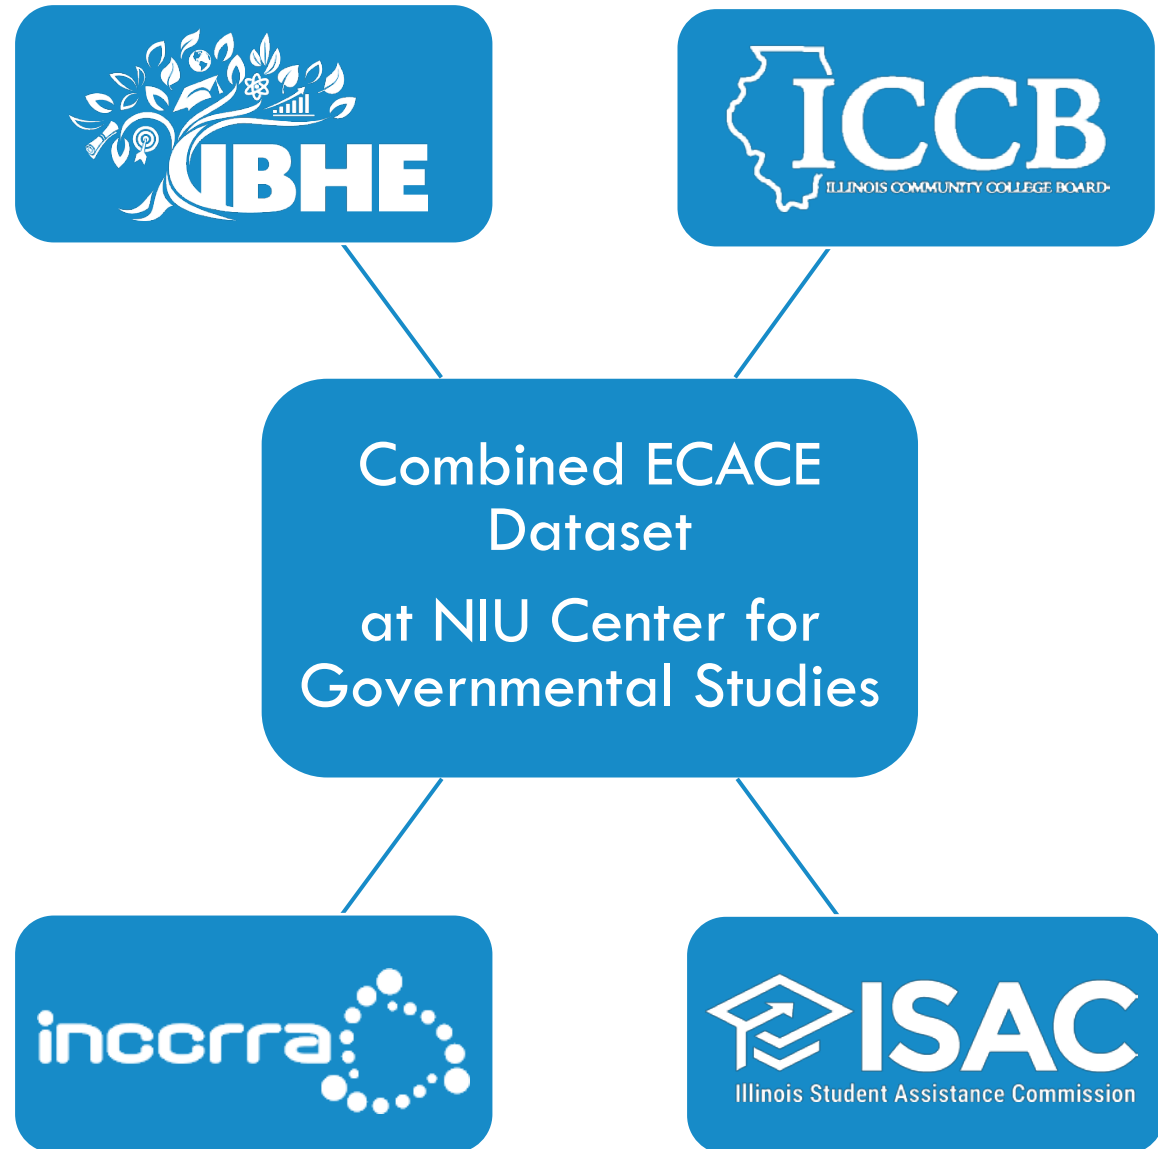 IBHE
ICCB
ILLINOIS COMMUNITY COLLEGE BOARD
Combined ECACE
Dataset
at NIU Center for
Governmental Studies
inccrra
ISAC
Illinois Student Assistance Commission